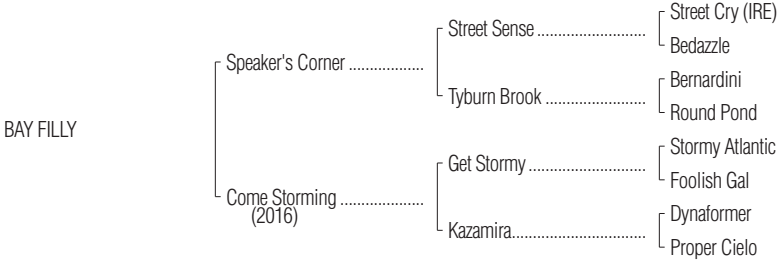 Street Cry (IRE)
Street Sense ..........................
Bedazzle
Speaker's Corner ..................
Bernardini
Tyburn Brook ........................
Round Pond
BAY FILLY
Stormy Atlantic
Get Stormy ............................
Foolish Gal
Come Storming ....................
(2016)
Dynaformer
Kazamira................................
Proper Cielo